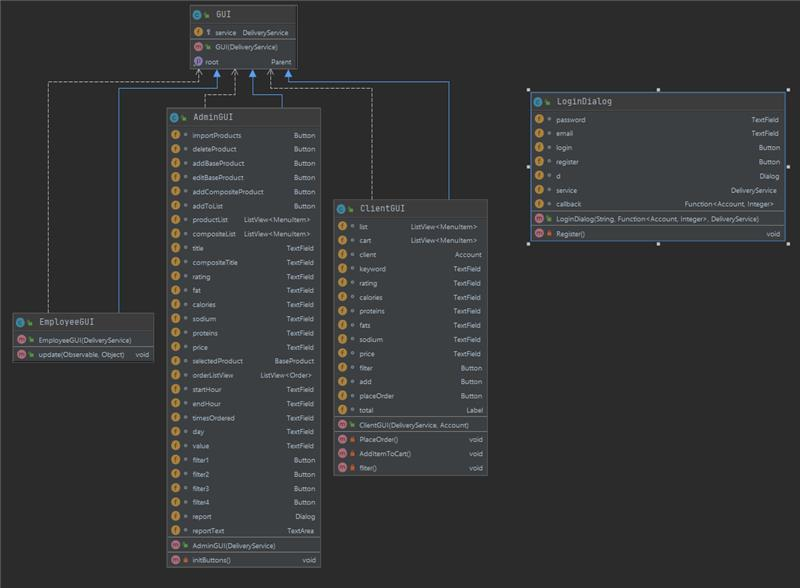 GUI
service DeliveryService
GUI(DeliveryService)
root Parent
AdminGUI
importProducts Button
deleteProduct Button
addBaseProduct Button
editBaseProduct Button
addCompositeProduct Button
addToList Button
productList ListView<MenuItem>
compositeList ListView<MenuItem>
title TextField
compositeTitle TextField
rating TextField
fat TextField
calories TextField
sodium TextField
proteins TextField
price TextField
selectedProduct BaseProduct
orderListView ListView<Order>
startHour TextField
endHour TextField
timesOrdered TextField
day TextField
value TextField
filter1 Button
filter2 Button
filter3 Button
filter4 Button
report Dialog
reportText TextArea
AdminGUI(DeliveryService)
initButtons() void
LoginDialog
password TextField
email TextField
login Button
register Button
d Dialog
service DeliveryService
callback Function<Account, Integer>
LoginDialog(String, Function<Account, Integer>, DeliveryService)
Register() void
ClientGUI
list ListView<MenuItem>
cart ListView<MenuItem>
client Account
keyword TextField
rating TextField
calories TextField
proteins TextField
fats TextField
sodium TextField
price TextField
filter Button
add Button
placeOrder Button
total Label
ClientGUI(DeliveryService, Account)
PlaceOrder() void
AddItemToCart() void
filter() void
EmployeeGUI
EmployeeGUI(DeliveryService)
update(Observable, Object) void